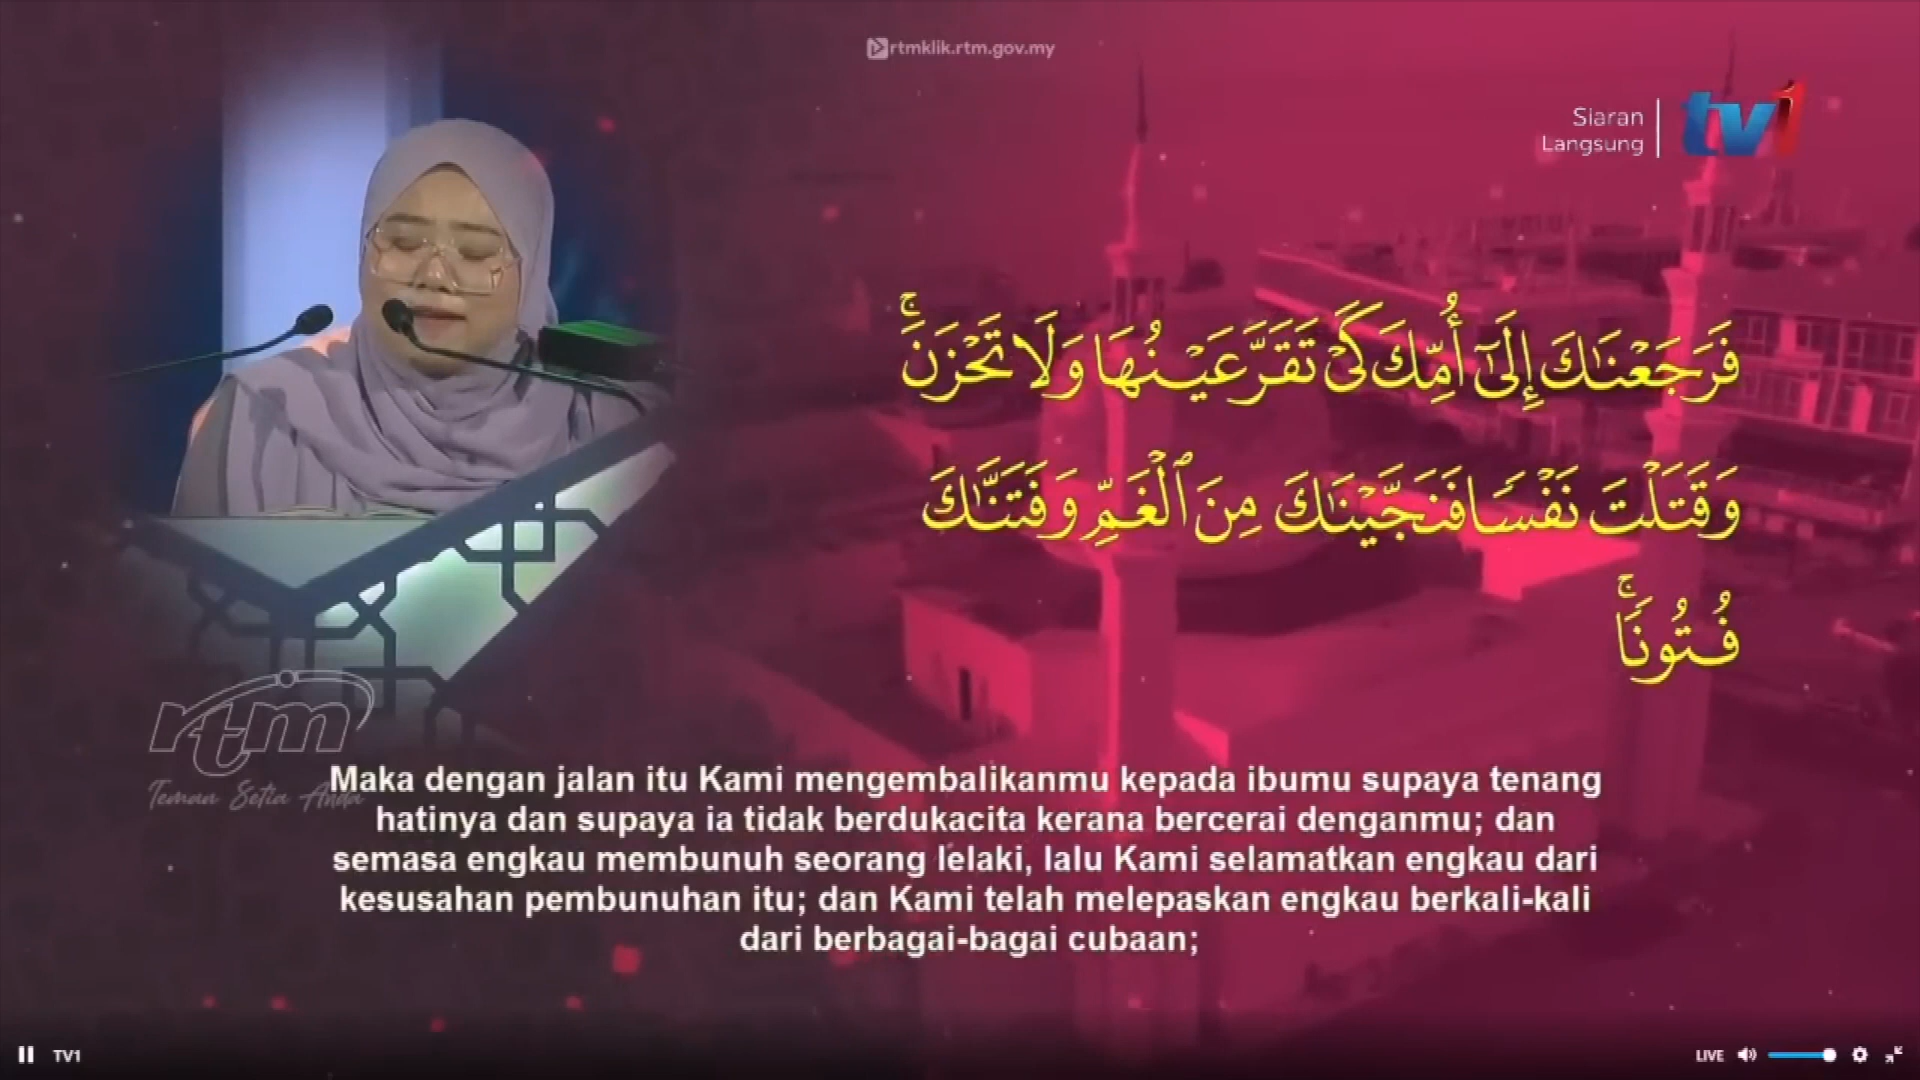 rtmklik.rtm.gov.my
Siaran
Langsung
tv1
فَرَجَعْنَٰكَ إِلَىٰٓ أُمِّكَ كَىْ تَقَرَّ عَيْنُهَا وَلَا تَحْزَنَ ۚ
وَقَتَلْتَ نَفْسًا فَنَجَّيْنَٰكَ مِنَ ٱلْغَمِّ وَفَتَنَّٰكَ
فُتُونًا ۚ
rtm
Teman Setia Anda
Maka dengan jalan itu Kami mengembalikanmu kepada ibumu supaya tenang
hatinya dan supaya ia tidak berdukacita kerana bercerai denganmu; dan
semasa engkau membunuh seorang lelaki, lalu Kami selamatkan engkau dari
kesusahan pembunuhan itu; dan Kami telah melepaskan engkau berkali-kali
dari berbagai-bagai cubaan;
TV1
LIVE